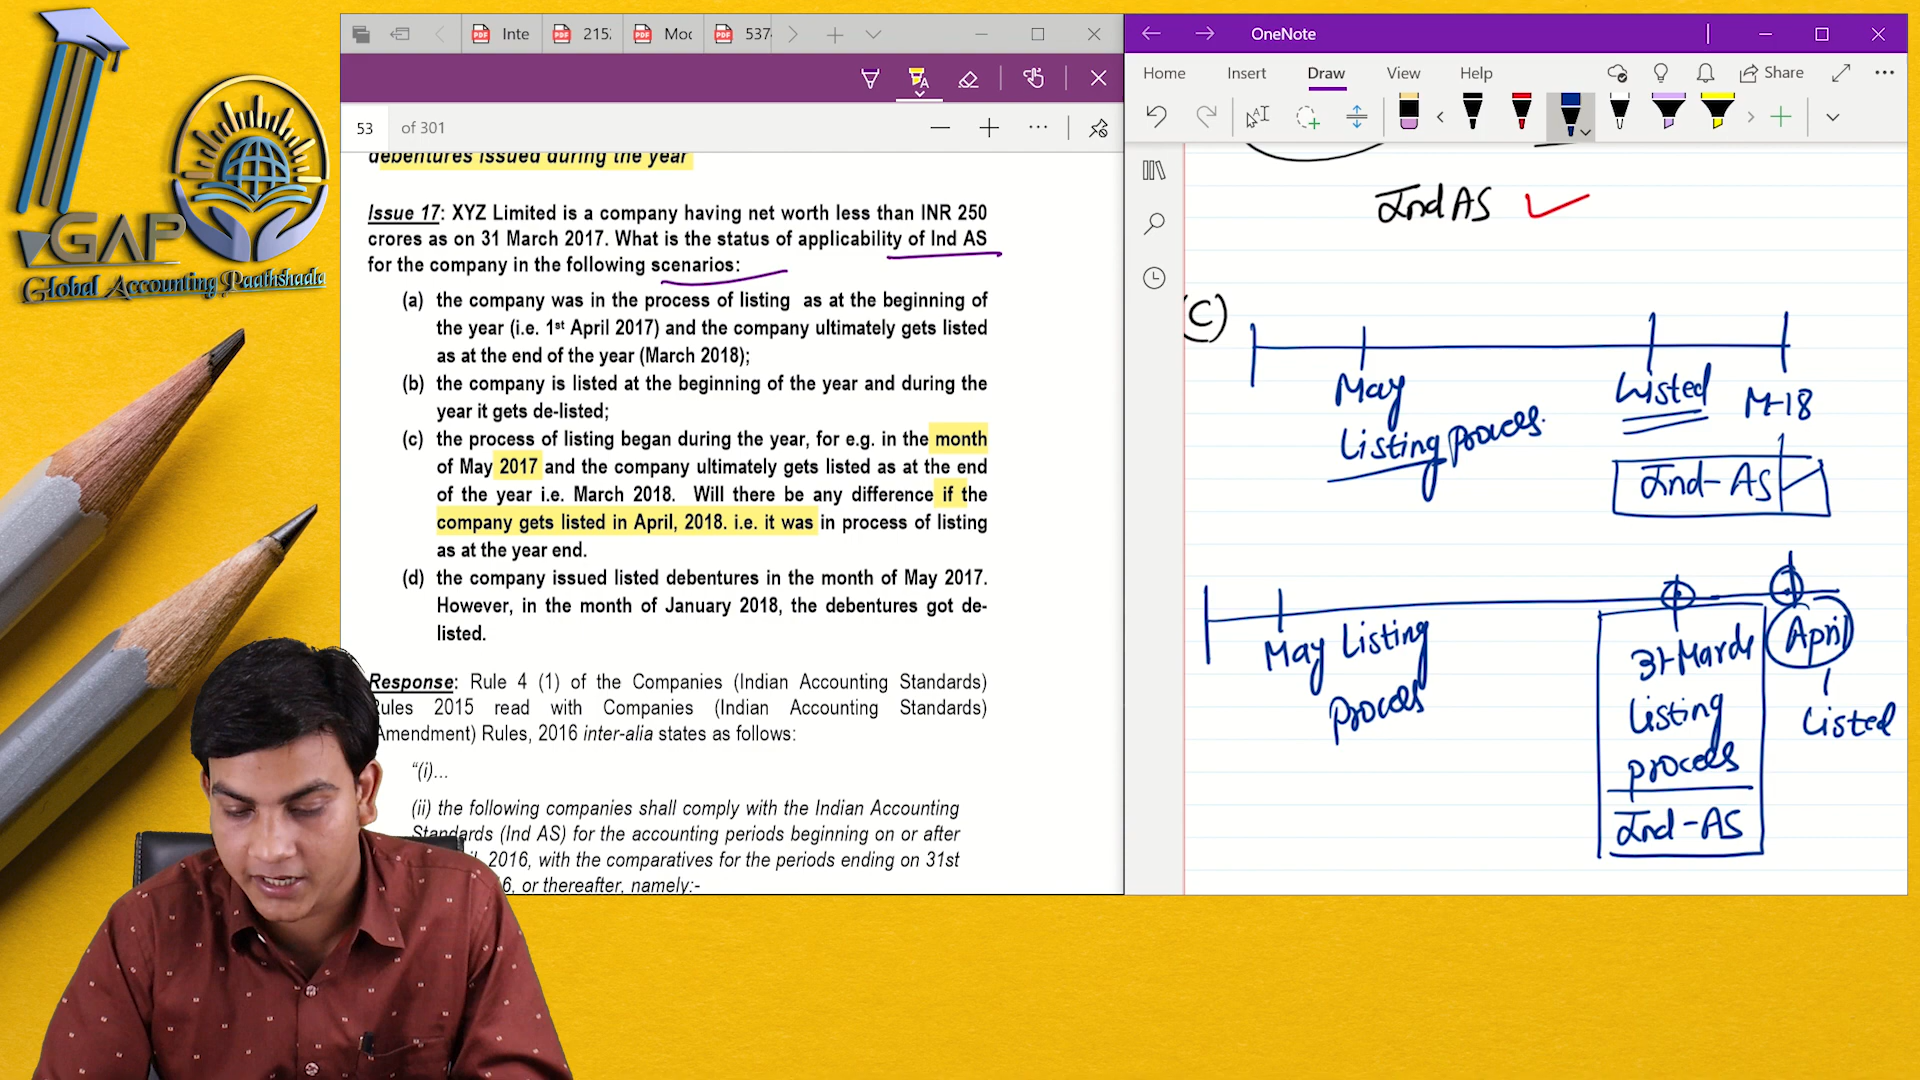 GAP
Global Accounting Paathshala
Inte
215:
Moc
537
53 of 301
debentures issued during the year
Issue 17: XYZ Limited is a company having net worth less than INR 250
crores as on 31 March 2017. What is the status of applicability of Ind AS
for the company in the following scenarios:
(a) the company was in the process of listing as at the beginning of
the year (i.e. 1st April 2017) and the company ultimately gets listed
as at the end of the year (March 2018);
(b) the company is listed at the beginning of the year and during the
year it gets de-listed;
(c) the process of listing began during the year, for e.g. in the month
of May 2017 and the company ultimately gets listed as at the end
of the year i.e. March 2018. Will there be any difference if the
company gets listed in April, 2018. i.e. it was in process of listing
as at the year end.
(d) the company issued listed debentures in the month of May 2017.
However, in the month of January 2018, the debentures got de-
listed.
Response: Rule 4 (1) of the Companies (Indian Accounting Standards)
Rules 2015 read with Companies (Indian Accounting Standards)
Amendment) Rules, 2016 inter-alia states as follows:
"(i)...
(ii) the following companies shall comply with the Indian Accounting
Standards (Ind AS) for the accounting periods beginning on or after
2016, with the comparatives for the periods ending on 31st
6, or thereafter, namely:-
OneNote
Home Insert Draw View Help Share
Ind AS
(C)
May
Listing process.
Listed
M-18
Ind-AS
May Listing
process
31-March
listing
process
Ind-AS
April
Listed